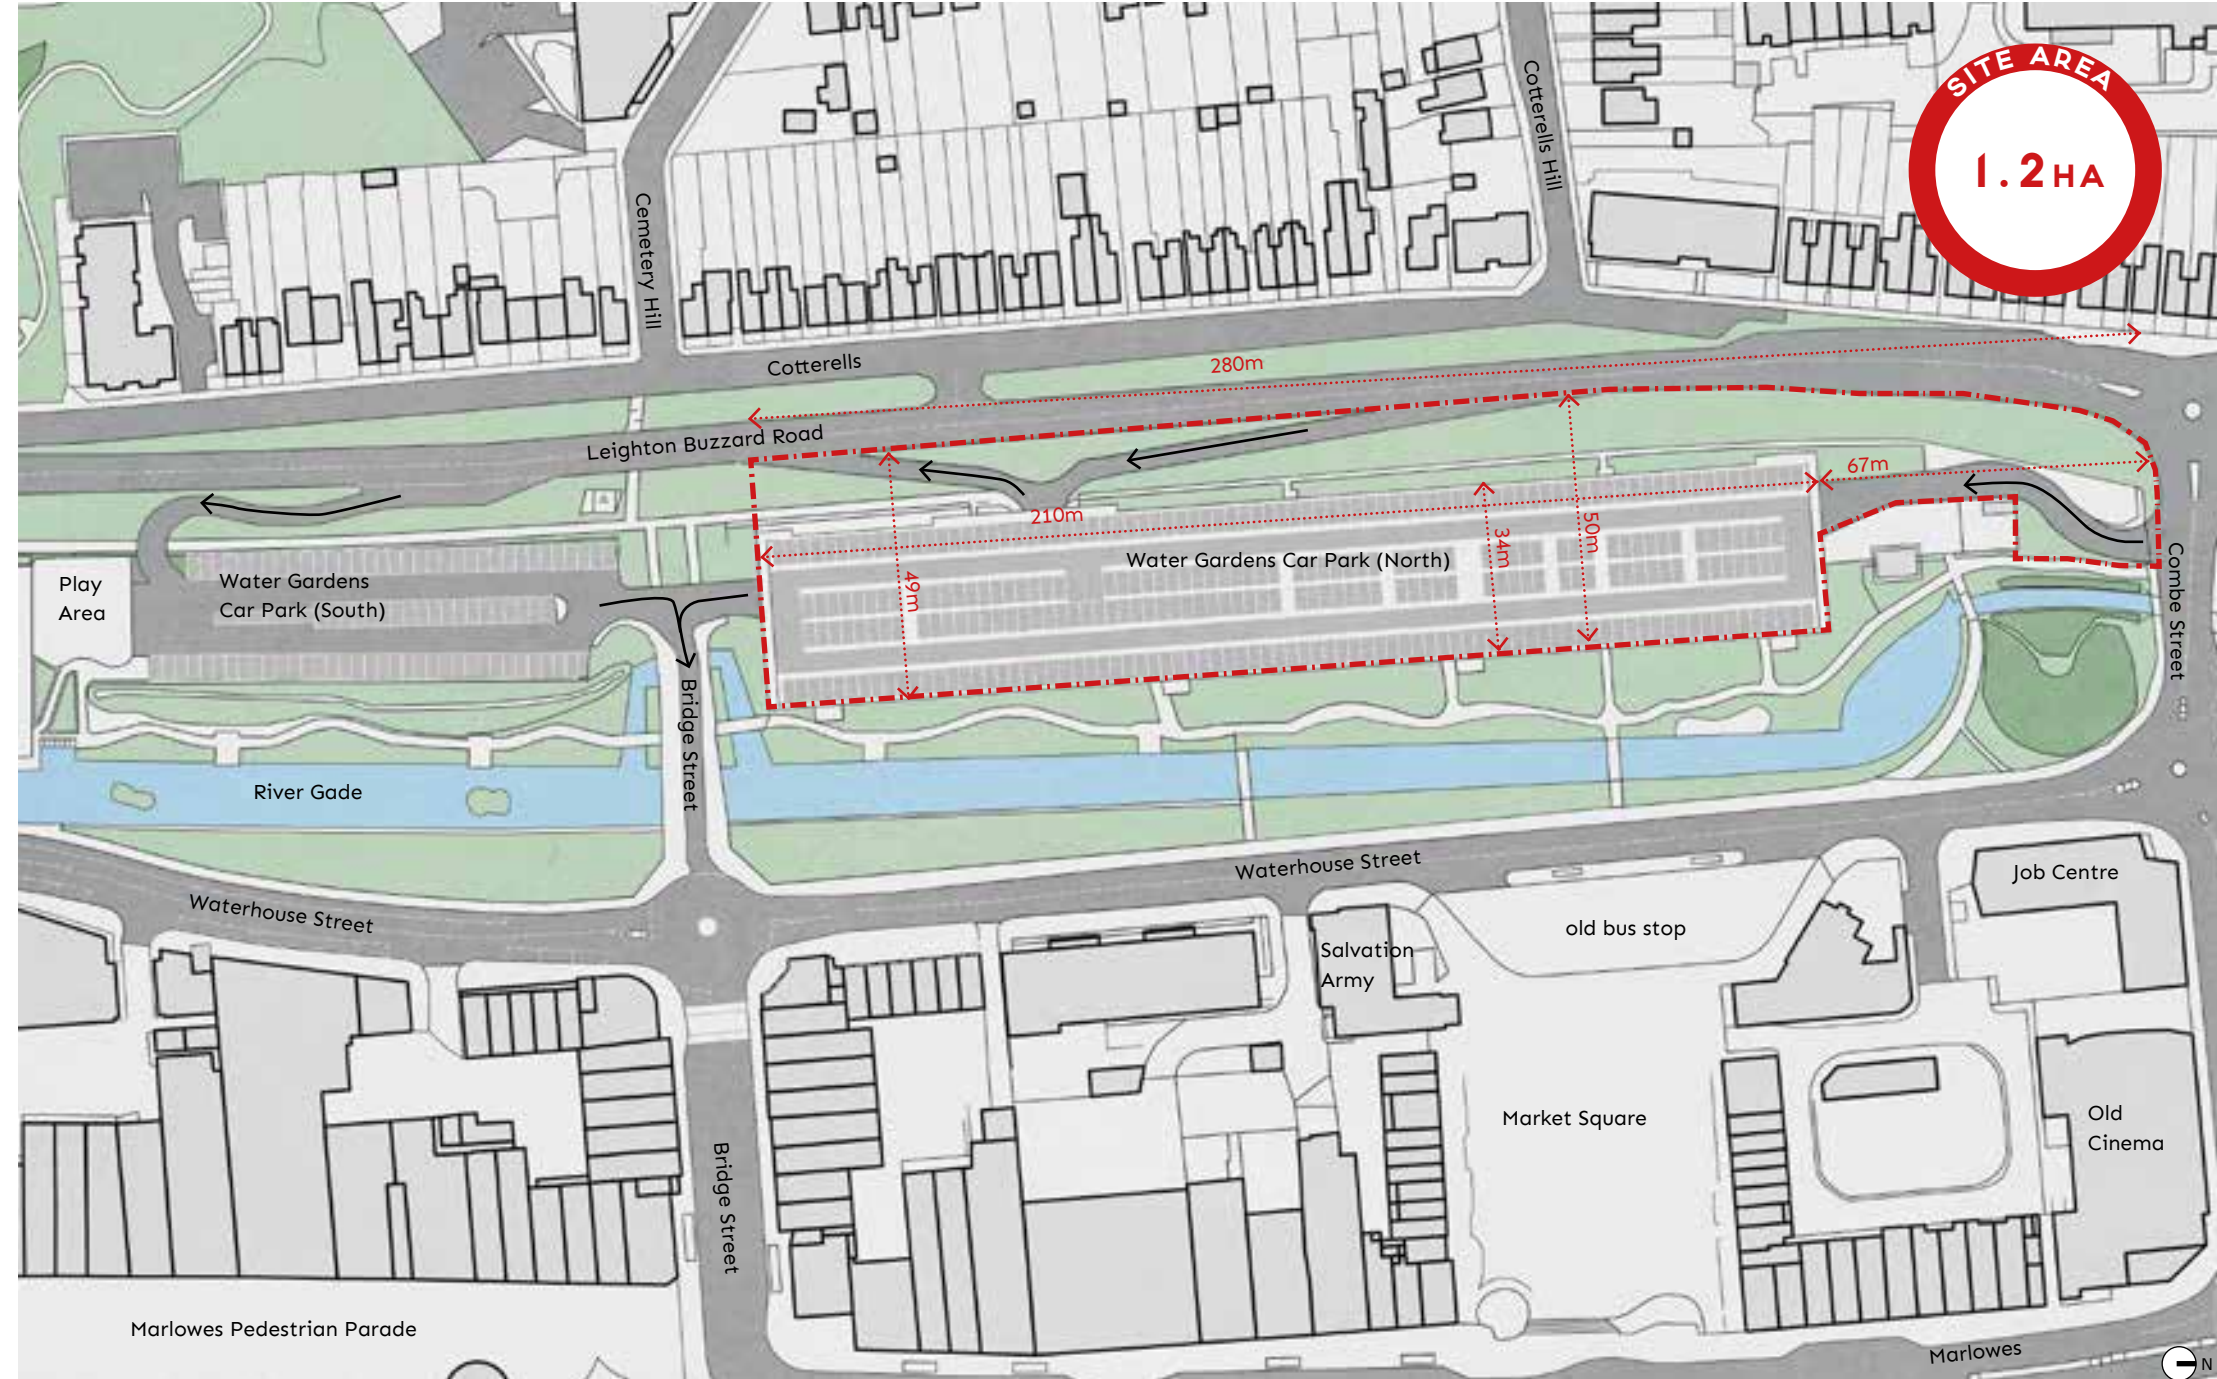 SITE AREA
1.2HA
Cotterells Hill
Cemetery Hill
Cotterells
280m
Leighton Buzzard Road
67m
210m
Water Gardens Car Park (North)
34m
50m
49m
Play
Area
Water Gardens
Car Park (South)
Combe Street
Bridge Street
River Gade
Waterhouse Street
Waterhouse Street
Job Centre
old bus stop
Salvation
Army
Market Square
Old
Cinema
Bridge Street
Marlowes Pedestrian Parade
Marlowes
N